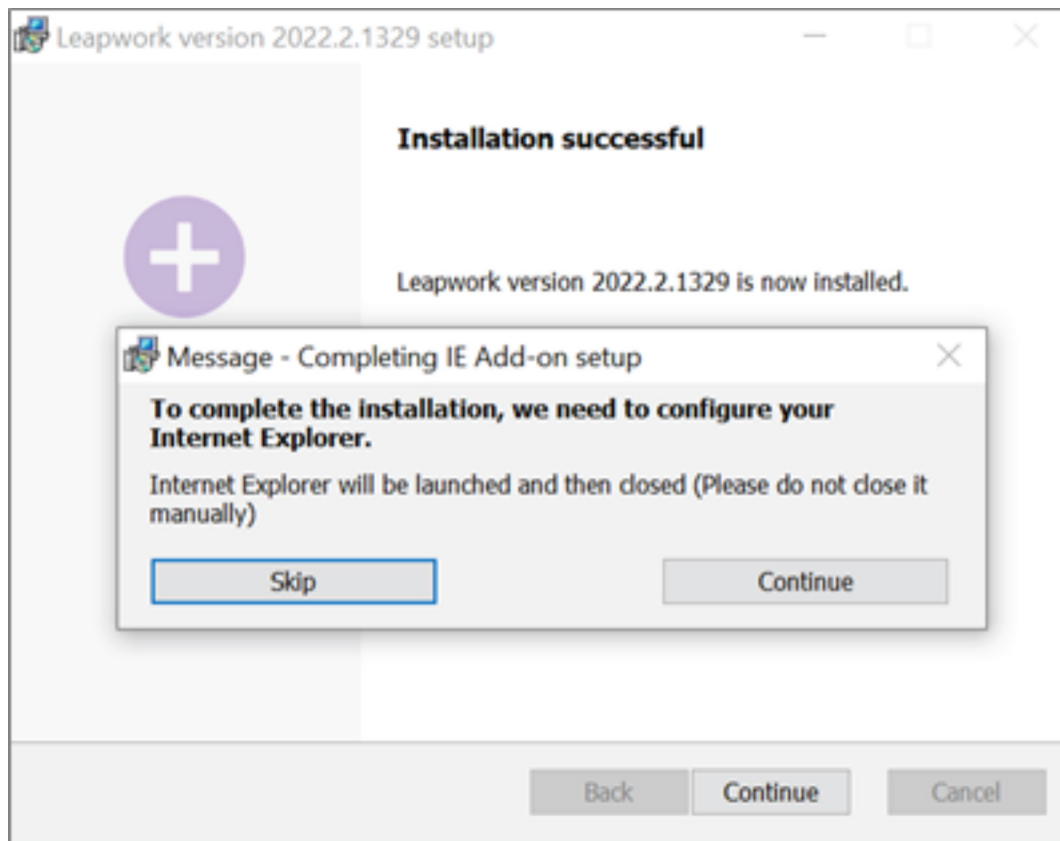 Leapwork version 2022.2.1329 setup
Installation successful
Leapwork version 2022.2.1329 is now installed.
Message - Completing IE Add-on setup
To complete the installation, we need to configure your
Internet Explorer.
Internet Explorer will be launched and then closed (Please do not close it
manually)
Skip
Continue
Back
Continue
Cancel